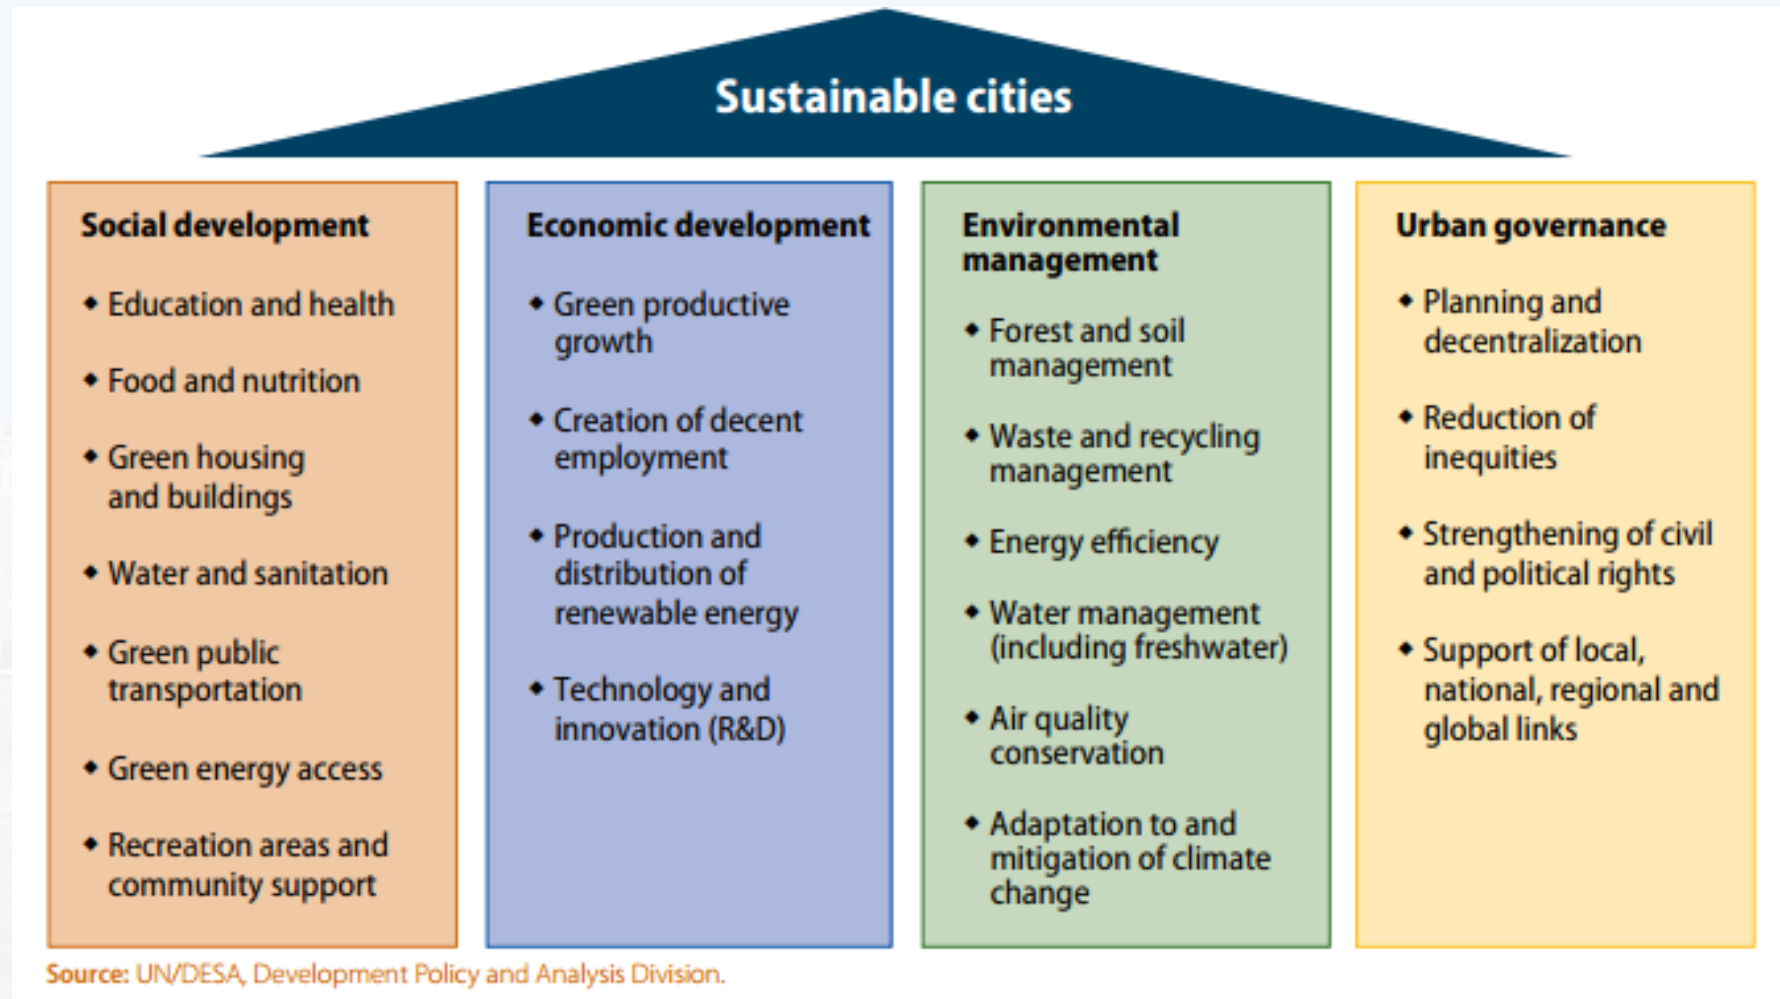 Sustainable cities
Social development
◆ Education and health
◆ Food and nutrition
◆ Green housing
and buildings
◆ Water and sanitation
◆ Green public
transportation
◆ Green energy access
◆ Recreation areas and
community support
Economic development
◆ Green productive
growth
◆ Creation of decent
employment
◆ Production and
distribution of
renewable energy
◆ Technology and
innovation (R&D)
Environmental
management
◆ Forest and soil
management
◆ Waste and recycling
management
◆ Energy efficiency
◆ Water management
(including freshwater)
◆ Air quality
conservation
◆ Adaptation to and
mitigation of climate
change
Urban governance
◆ Planning and
decentralization
◆ Reduction of
inequities
◆ Strengthening of civil
and political rights
◆ Support of local,
national, regional and
global links
Source: UN/DESA, Development Policy and Analysis Division.